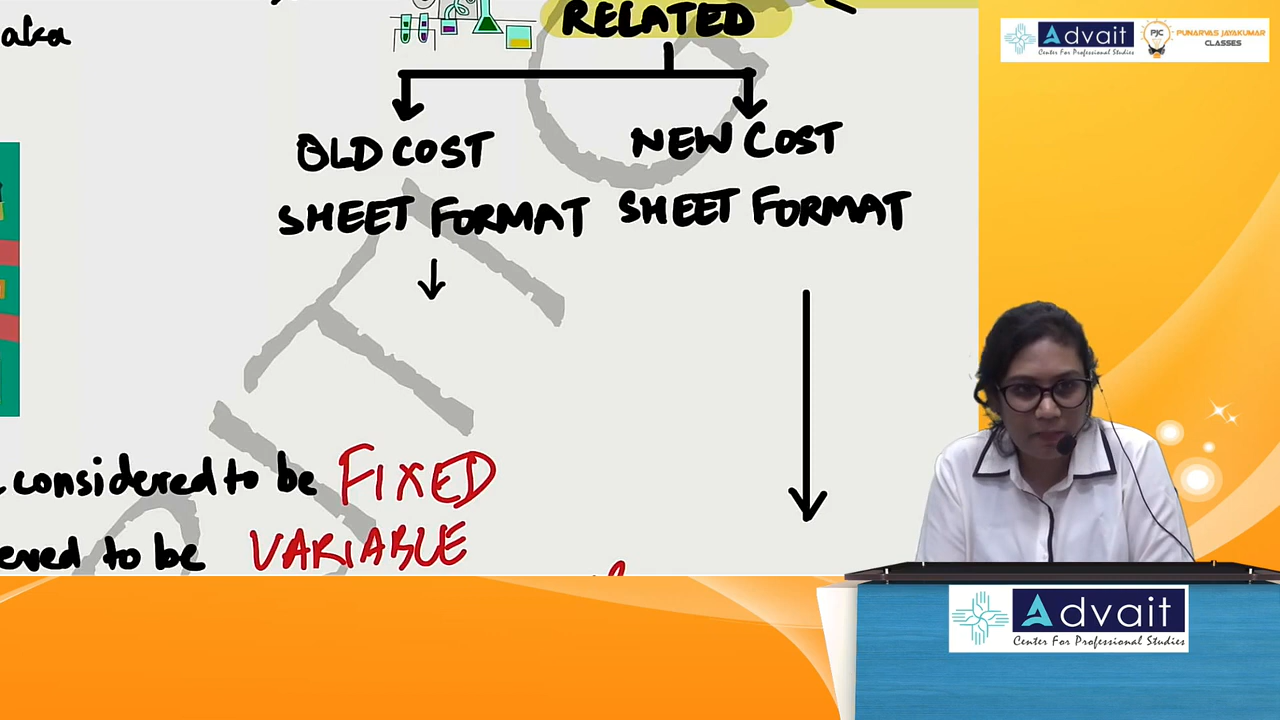 aka
RELATED
OLD COST
SHEET FORMAT
NEW COST
SHEET FORMAT
considered to be FIXED
to be VARIABLE
Advait
Center For Professional Studies
PJC
PUNARVAS JAYAKUMAR
CLASSES
Advait
Center For Professional Studies